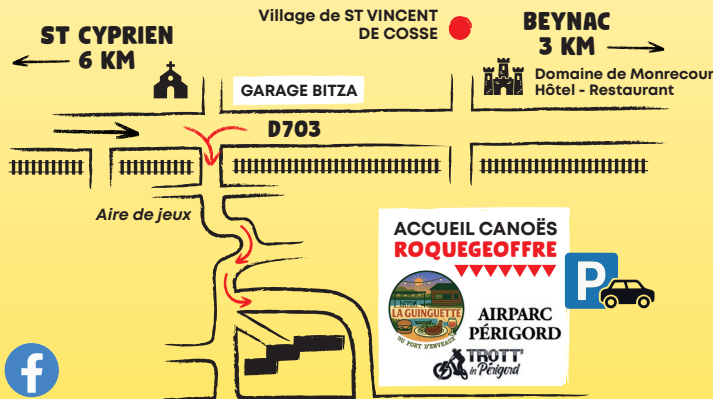 Village de ST VINCENT
DE COSSE
BEYNAC
3 KM
ST CYPRIEN
6 KM
Domaine de Monrecour
Hôtel - Restaurant
GARAGE BITZA
D703
Aire de jeux
ACCUEIL CANOËS
ROQUEGEOFFRE
P
LA GUINGUETTE
DU PORT D'ENVEAUX
AIRPARC
PÉRIGORD
TROTT'
in Périgord
f